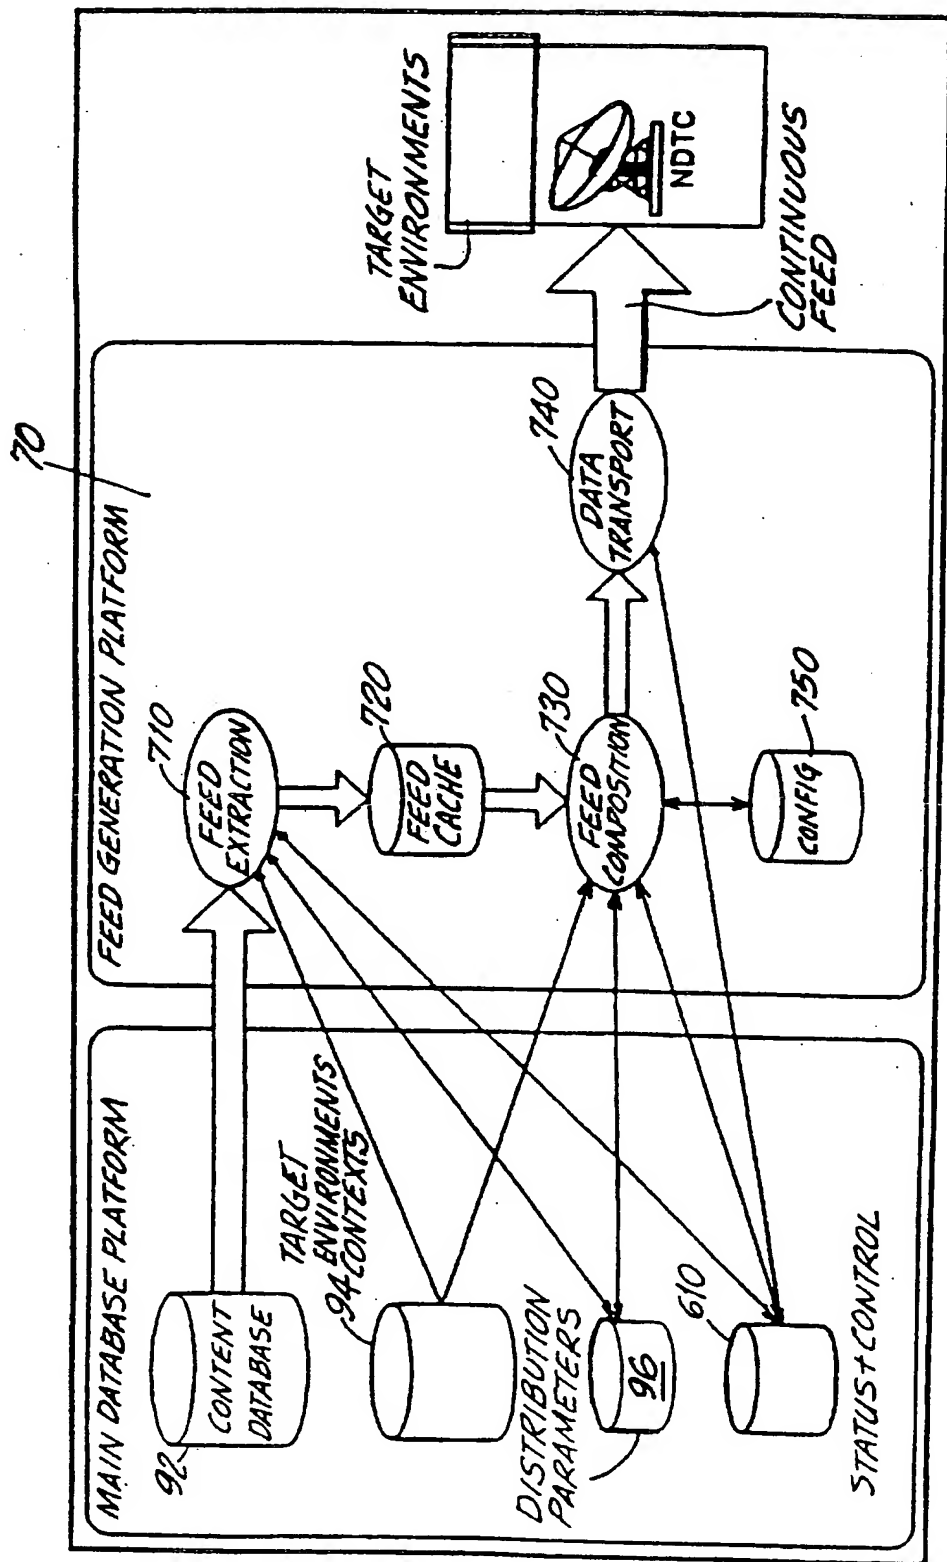 70
MAIN DATABASE PLATFORM
92
CONTENT
DATABASE
TARGET
ENVIRONMENTS
94 CONTEXTS
DISTRIBUTION
PARAMETERS
96
610
STATUS+CONTROL
FEED GENERATION PLATFORM
710
FEED
EXTRACTION
720
FEED
CACHE
730
FEED
COMPOSITION
740
DATA
TRANSPORT
750
CONFIG
TARGET
ENVIRONMENTS
NDTC
CONTINUOUS
FEED